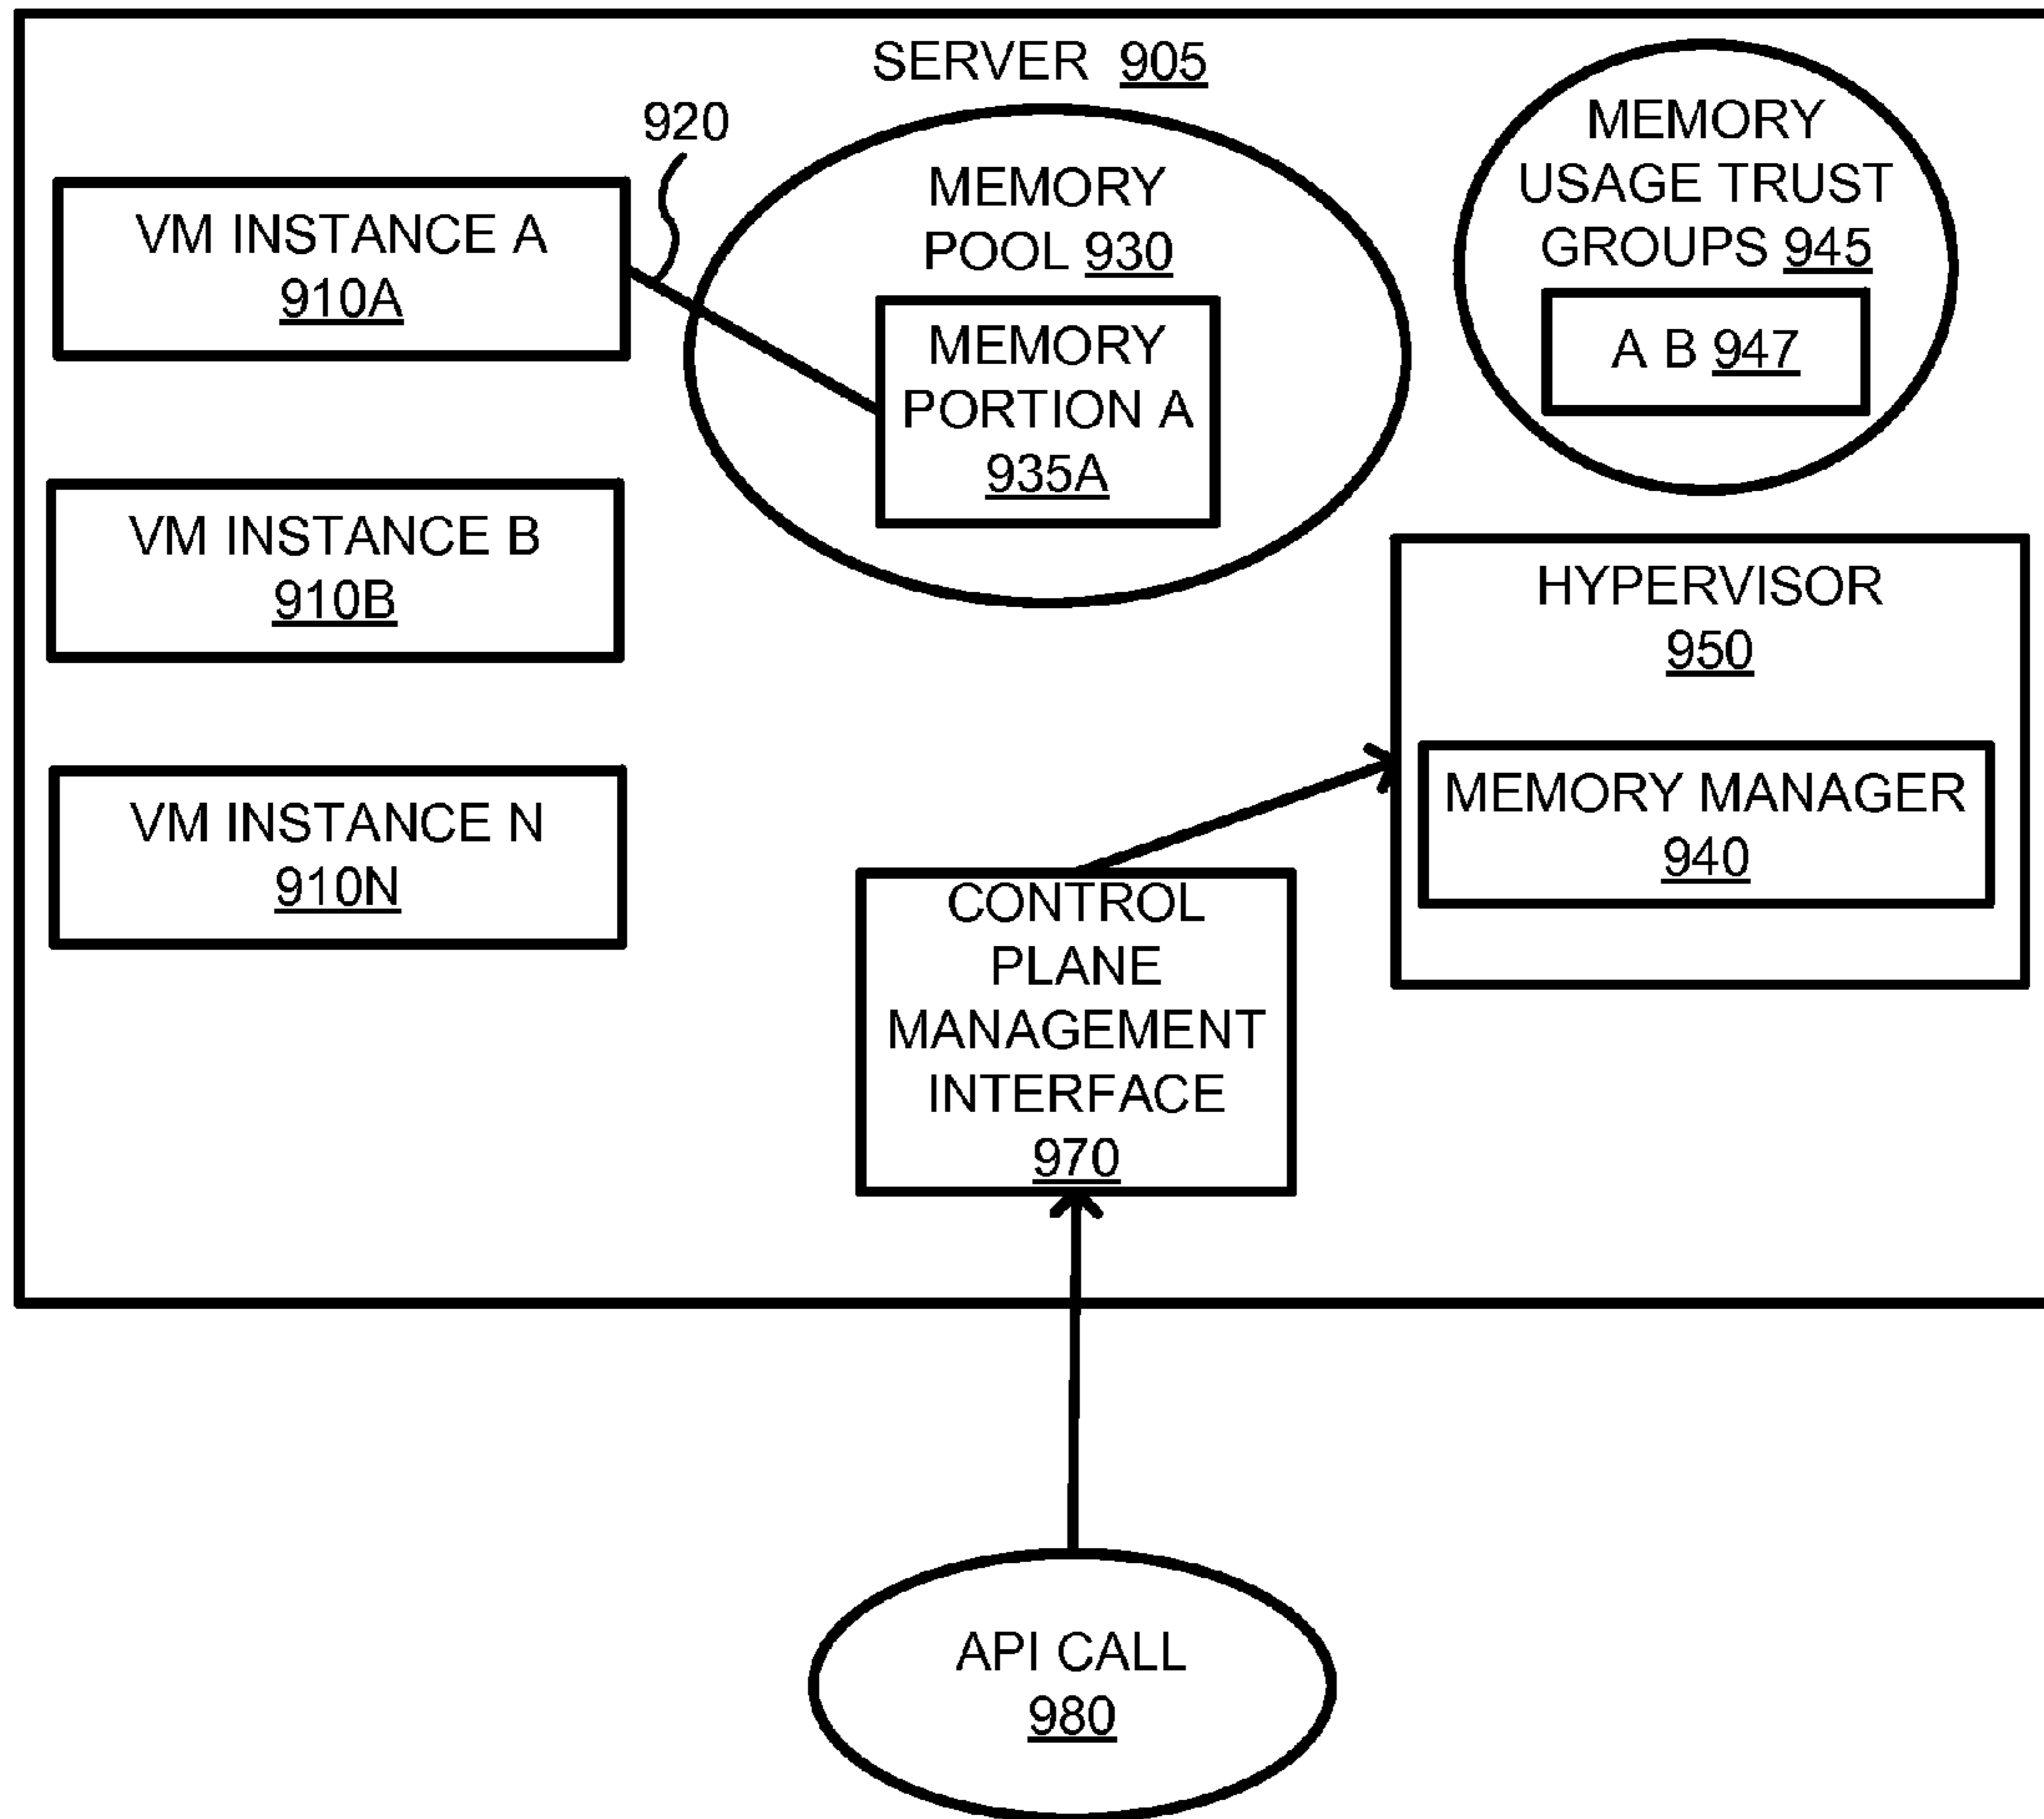 SERVER 905
920
VM INSTANCE A
910A
MEMORY
POOL 930
MEMORY
PORTION A
935A
MEMORY
USAGE TRUST
GROUPS 945
A B 947
VM INSTANCE B
910B
HYPERVISOR
950
MEMORY MANAGER
940
VM INSTANCE N
910N
CONTROL
PLANE
MANAGEMENT
INTERFACE
970
API CALL
980